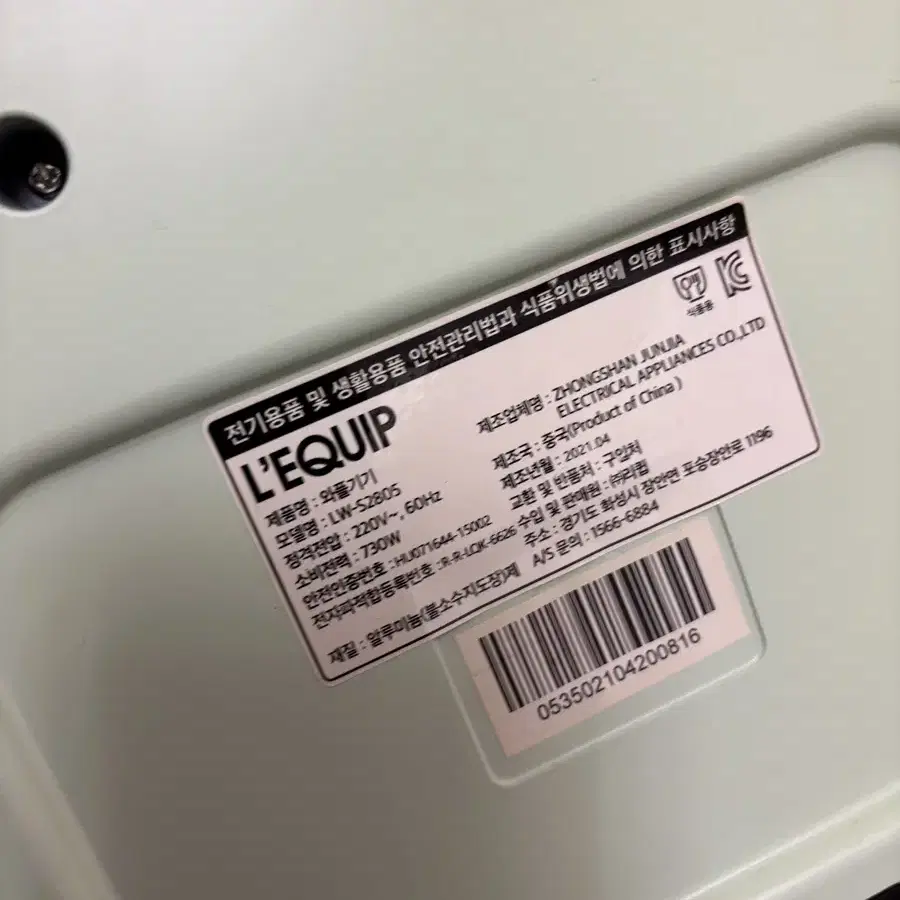 전기용품 및 생활용품 안전관리법과 식품위생법에 의한 표시사항
L'EQUIP
제품명 : 와플기기
모델명 : LW-S2805
정격전압 : 220V~, 60Hz
소비전력 : 730W
안전인증번호 : HU071644-15002
전자파적합등록번호 : R-R-LQK-6626
재질 : 알루미늄(불소수지도장)제
식품용
제조업체명 : ZHONGSHAN JUNJIA
ELECTRICAL APPLIANCES CO.,LTD
제조국 : 중국(Product of China)
제조년월 : 2021.04
교환 및 반품처 : 구입처
수입 및 판매원 : ㈜리큅
주소 : 경기도 화성시 장안면 포승장안로 1196
A/S 문의 : 1566-6884
053502104200816